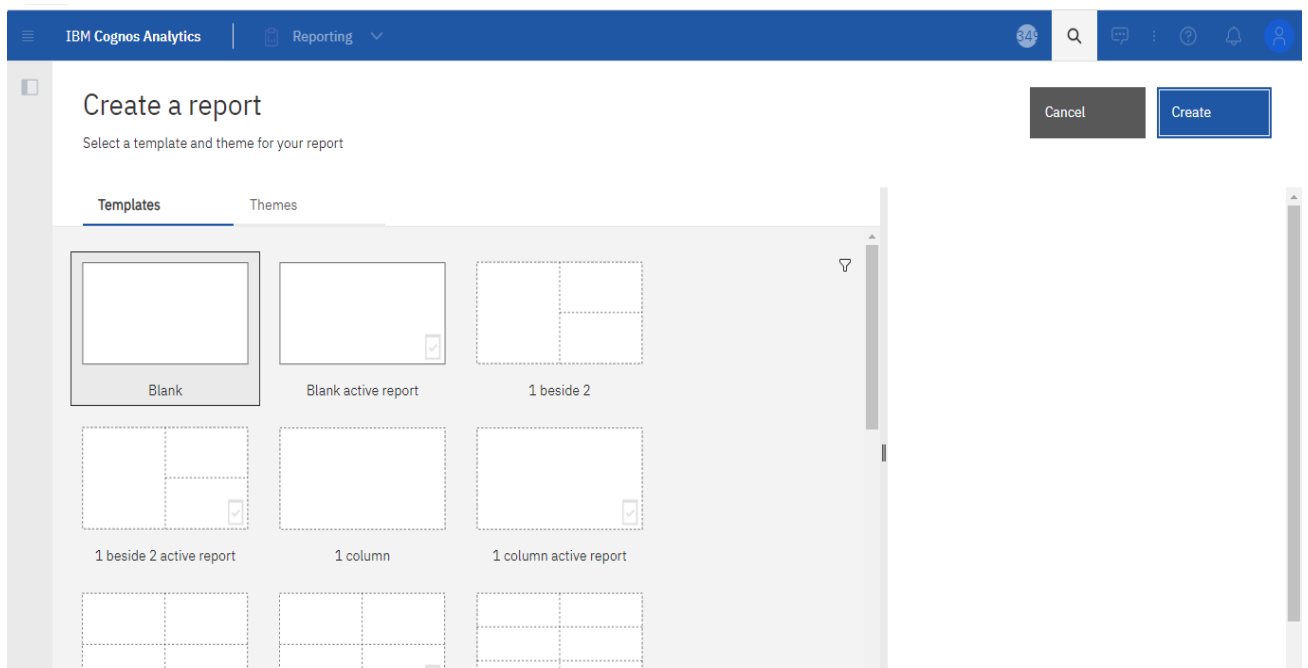 IBM Cognos Analytics Reporting 349
Create a report
Cancel Create
Select a template and theme for your report
Templates Themes
Blank Blank active report 1 beside 2
1 beside 2 active report 1 column 1 column active report